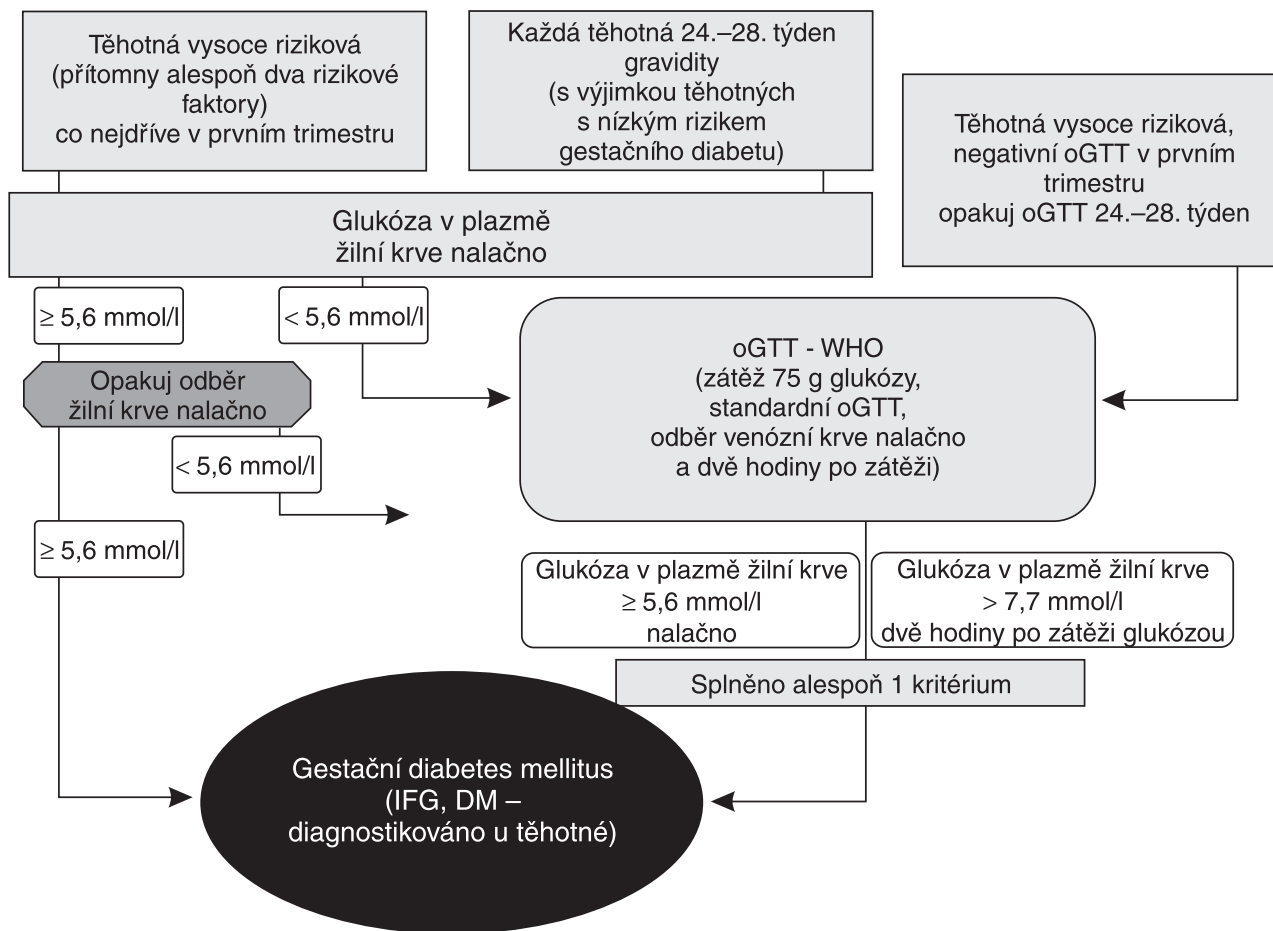 Těhotná vysoce riziková
(přítomny alespoň dva rizikové
faktory)
co nejdříve v prvním trimestru
Každá těhotná 24.–28. týden
gravidity
(s výjimkou těhotných
s nízkým rizikem
gestačního diabetu)
Těhotná vysoce riziková,
negativní oGTT v prvním
trimestru
opakuj oGTT 24.–28. týden
Glukóza v plazmě
žilní krve nalačno
≥ 5,6 mmol/l
< 5,6 mmol/l
Opakuj odběr
žilní krve nalačno
< 5,6 mmol/l
≥ 5,6 mmol/l
oGTT - WHO
(zátěž 75 g glukózy,
standardní oGTT,
odběr venózní krve nalačno
a dvě hodiny po zátěži)
Glukóza v plazmě žilní krve
≥ 5,6 mmol/l
nalačno
Glukóza v plazmě žilní krve
> 7,7 mmol/l
dvě hodiny po zátěži glukózou
Splněno alespoň 1 kritérium
Gestační diabetes mellitus
(IFG, DM –
diagnostikováno u těhotné)